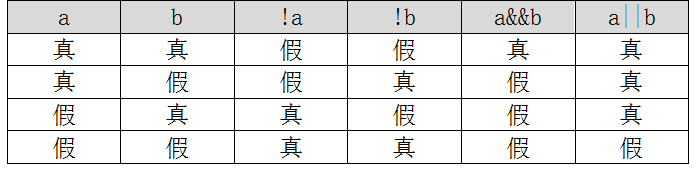 a b !a !b a&&b a||b
真 真 假 假 真 真
真 假 假 真 假 真
假 真 真 假 假 真
假 假 真 真 假 假